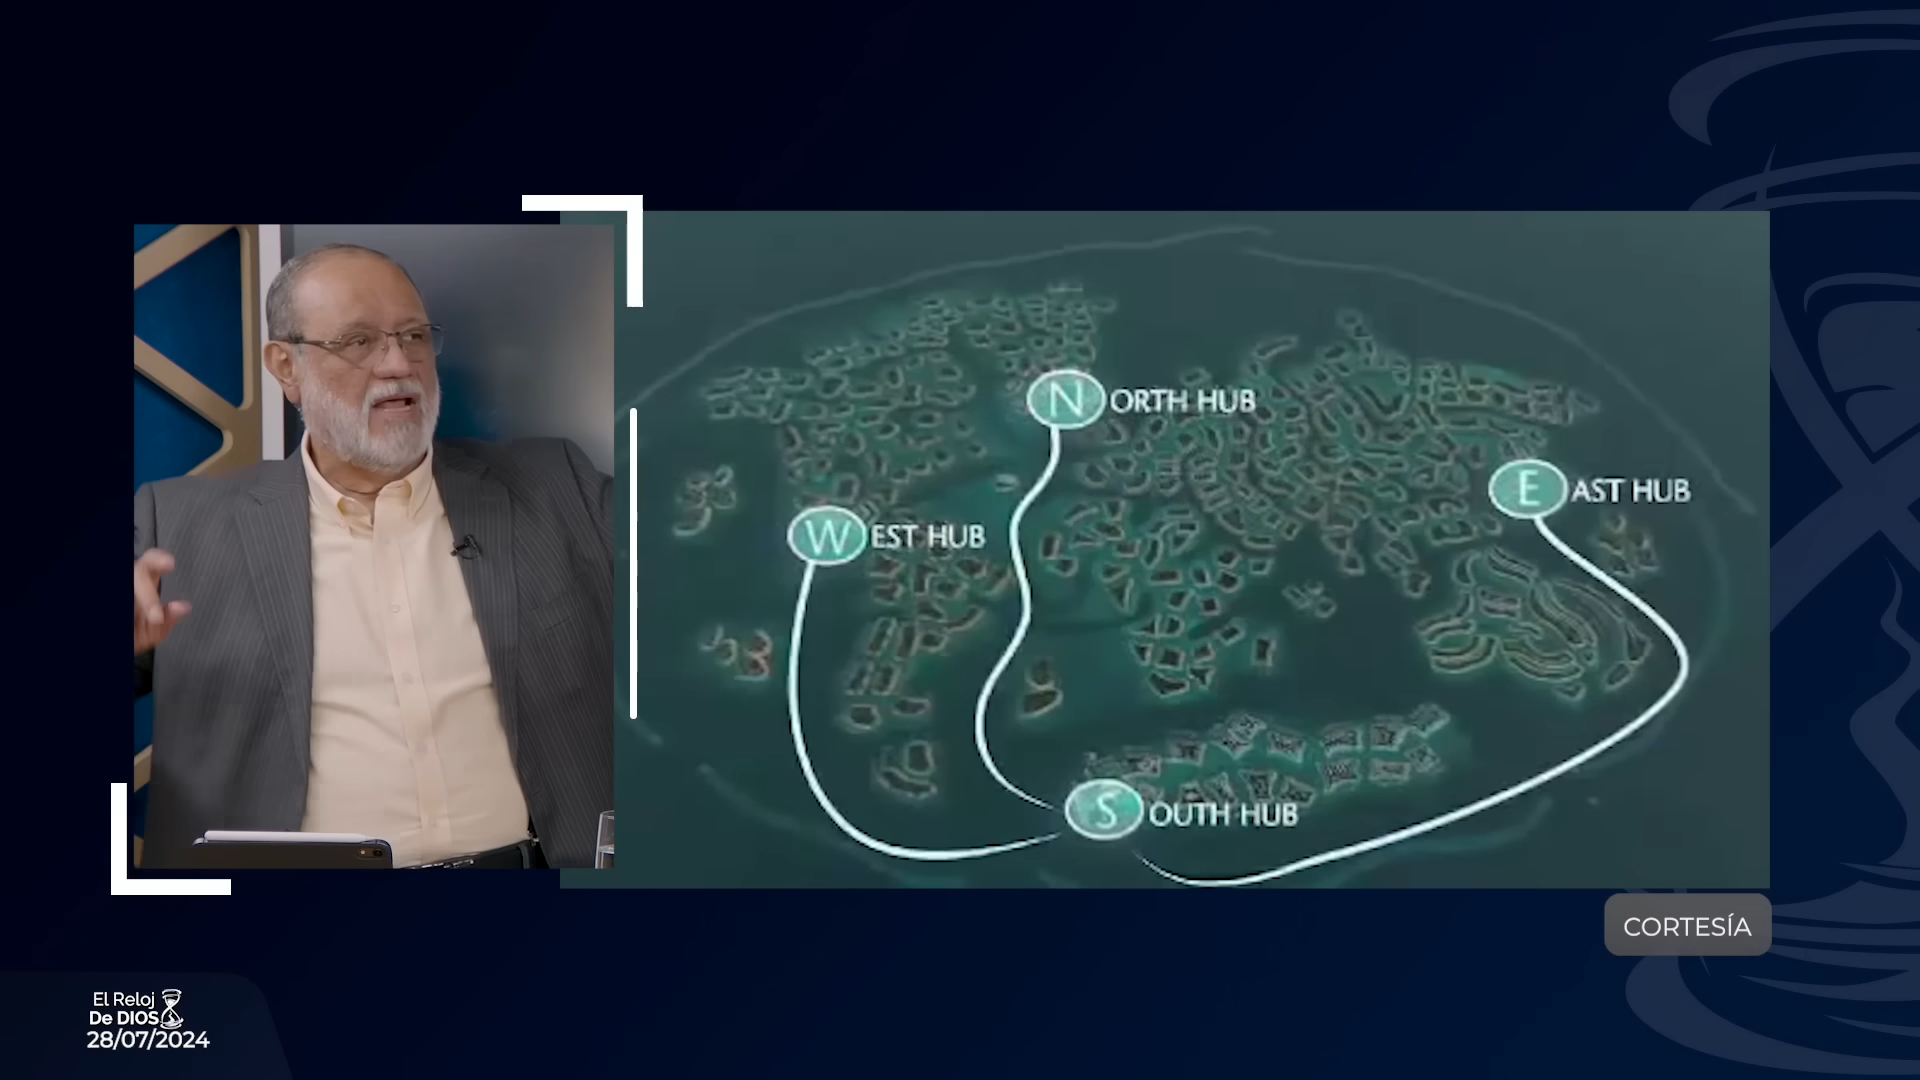 NORTH HUB
EAST HUB
WEST HUB
SOUTH HUB
CORTESÍA
El Reloj
De DIOS
28/07/2024